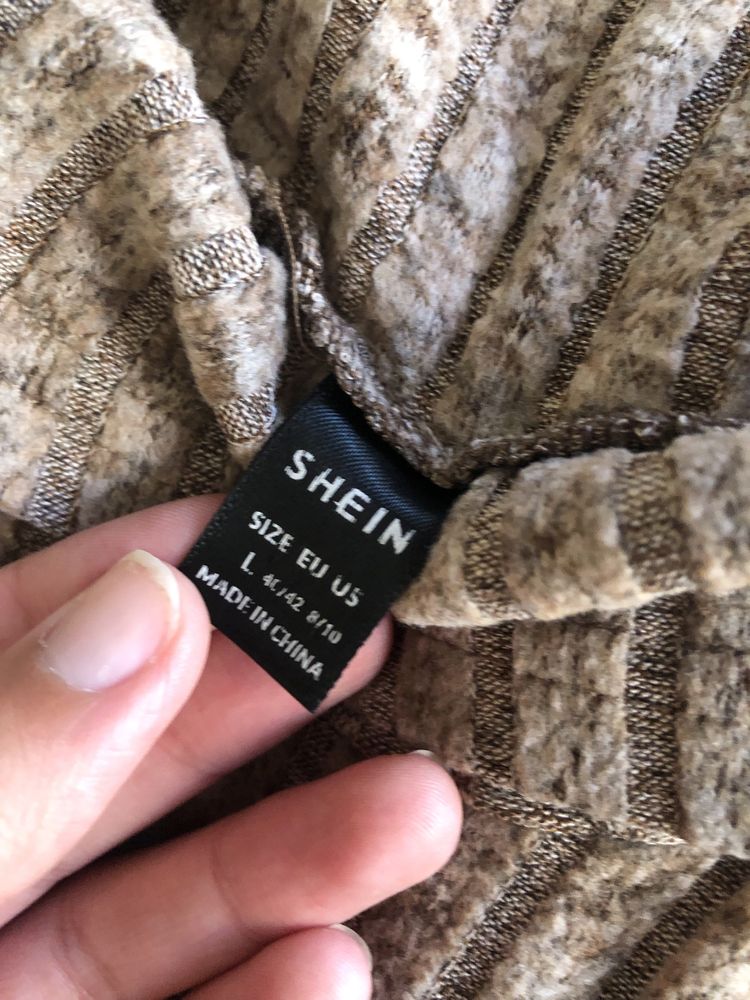 SHEIN
SIZE EU US
L 40/42 8/10
MADE IN CHINA